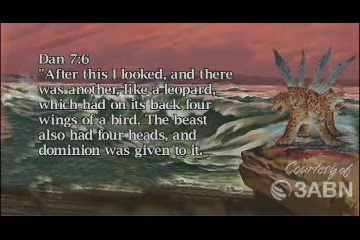 Dan 7:6
"After this I looked, and there
was another, like a leopard,
which had on its back four
wings of a bird. The beast
also had four heads, and
dominion was given to it.
Courtesy of
3ABN